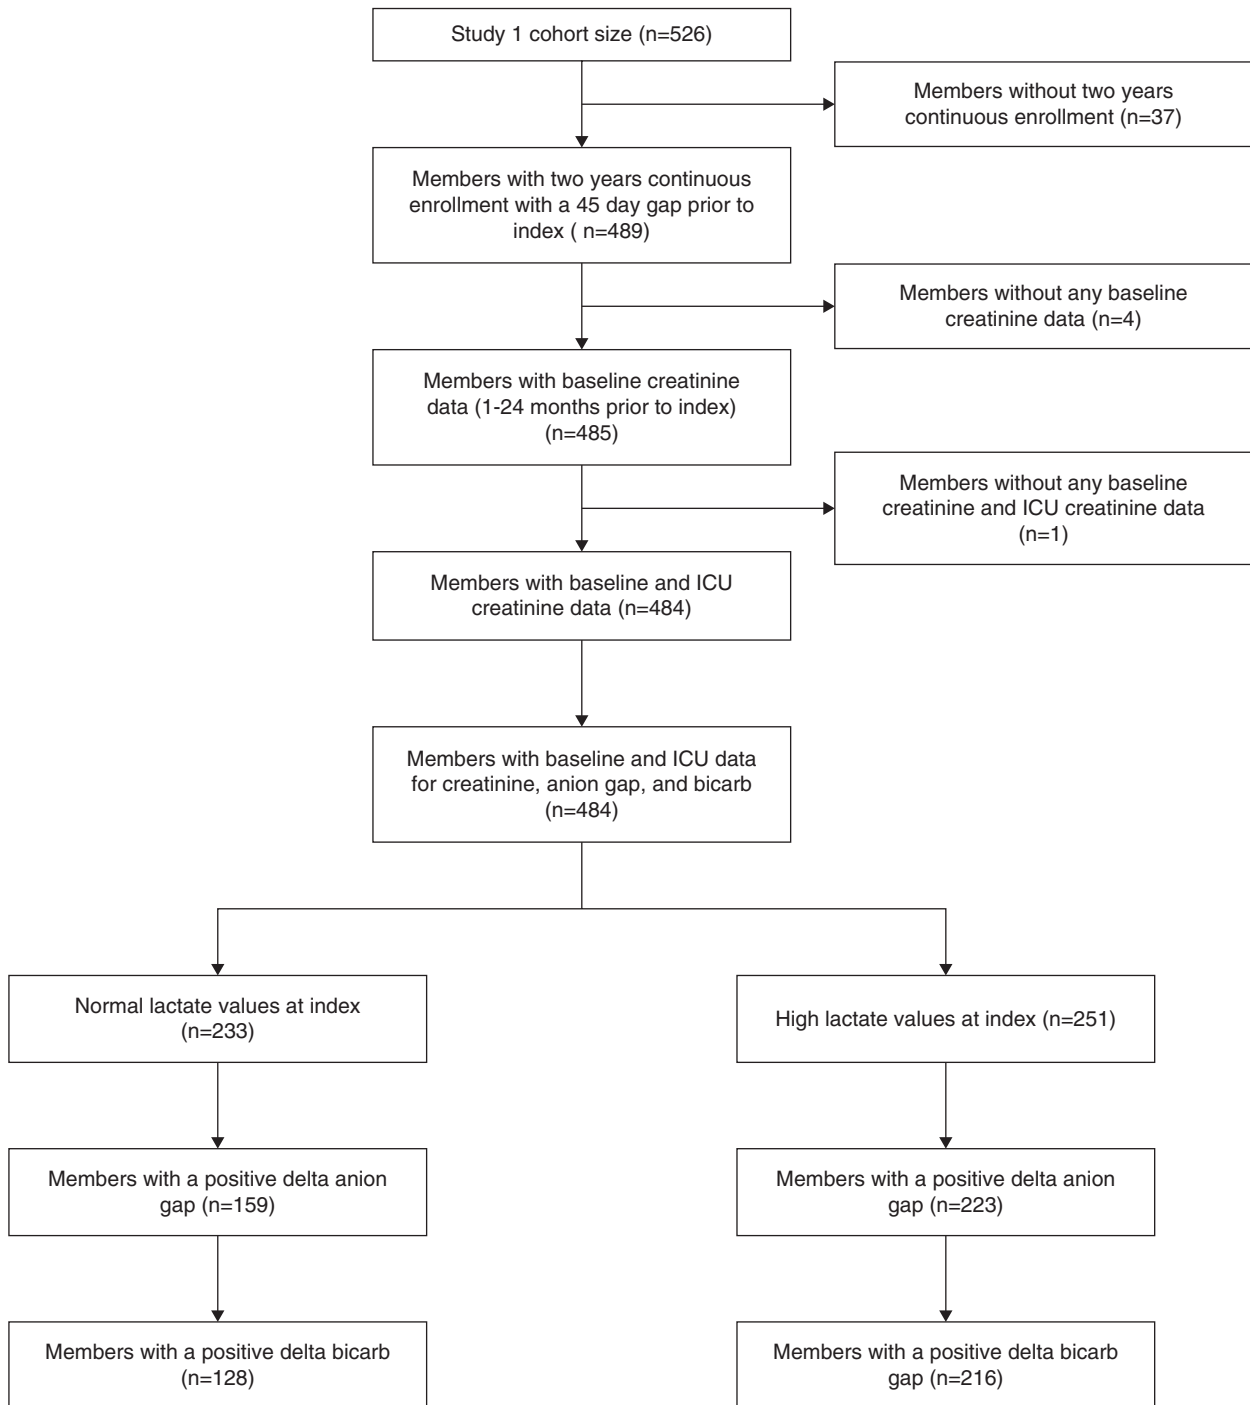 Study 1 cohort size (n=526)
Members without two years
continuous enrollment (n=37)
Members with two years continuous
enrollment with a 45 day gap prior to
index ( n=489)
Members without any baseline
creatinine data (n=4)
Members with baseline creatinine
data (1-24 months prior to index)
(n=485)
Members without any baseline
creatinine and ICU creatinine data
(n=1)
Members with baseline and ICU
creatinine data (n=484)
Members with baseline and ICU data
for creatinine, anion gap, and bicarb
(n=484)
Normal lactate values at index
(n=233)
High lactate values at index (n=251)
Members with a positive delta anion
gap (n=159)
Members with a positive delta anion
gap (n=223)
Members with a positive delta bicarb
(n=128)
Members with a positive delta bicarb
gap (n=216)